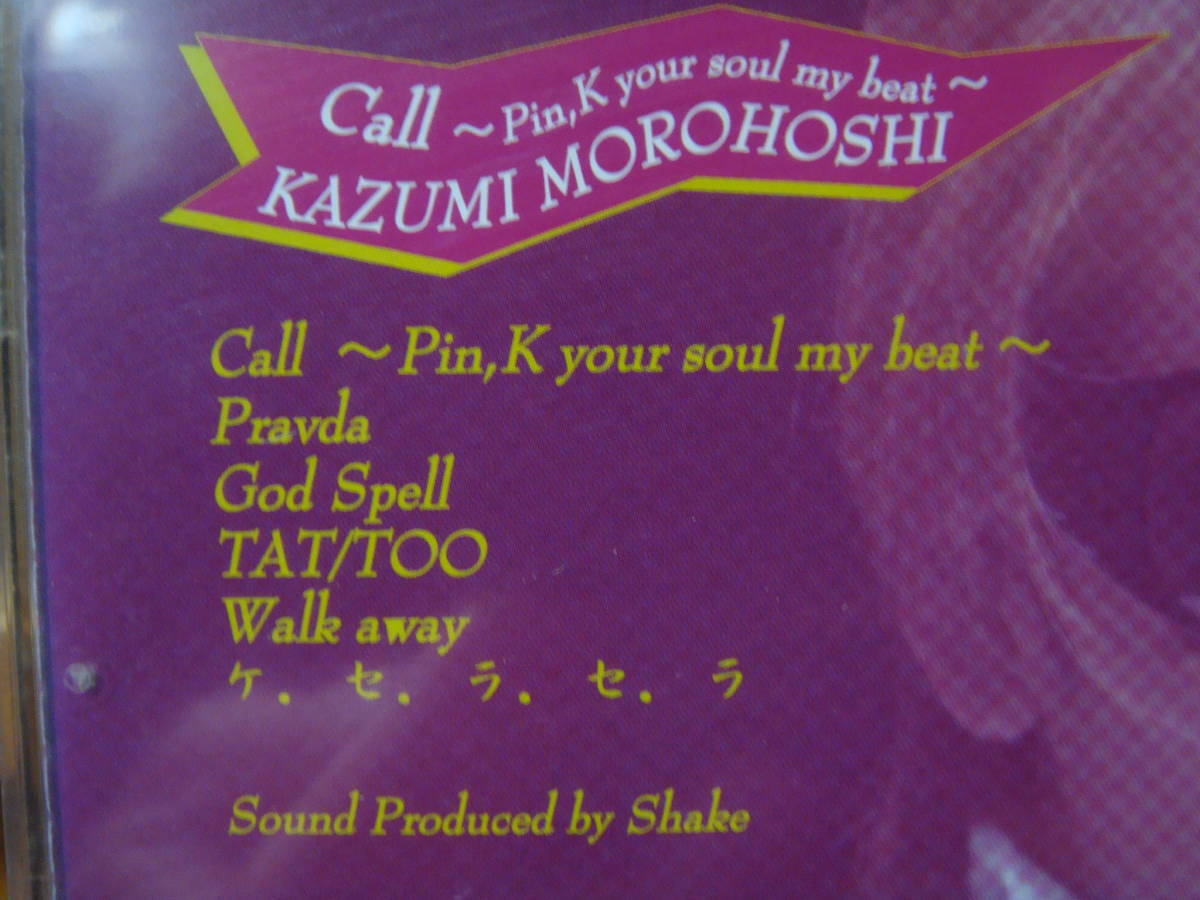 Call ~Pin,K your soul my beat~
KAZUMI MOROHOSHI
Call ~Pin,K your soul my beat~
Pravda
God Spell
TAT/TOO
Walk away
ケ．セ．ラ．セ．ラ
Sound Produced by Shake